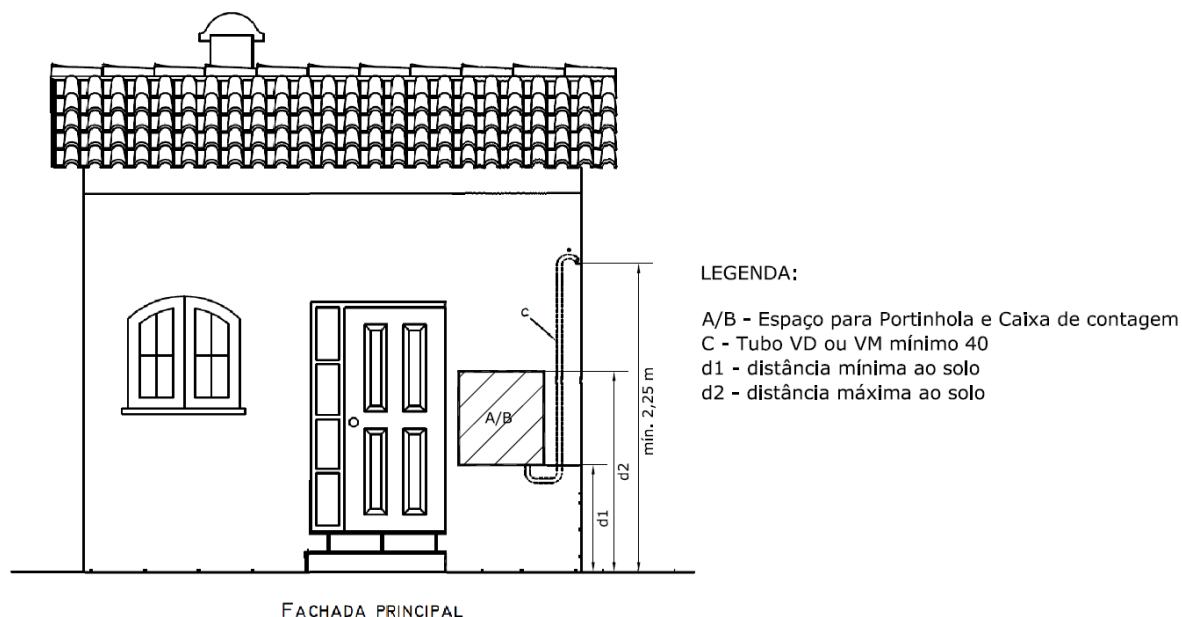 C
A/B
d1
d2
mín. 2,25 m
LEGENDA:
A/B - Espaço para Portinhola e Caixa de contagem
C - Tubo VD ou VM mínimo 40
d1 - distância mínima ao solo
d2 - distância máxima ao solo
FACHADA PRINCIPAL